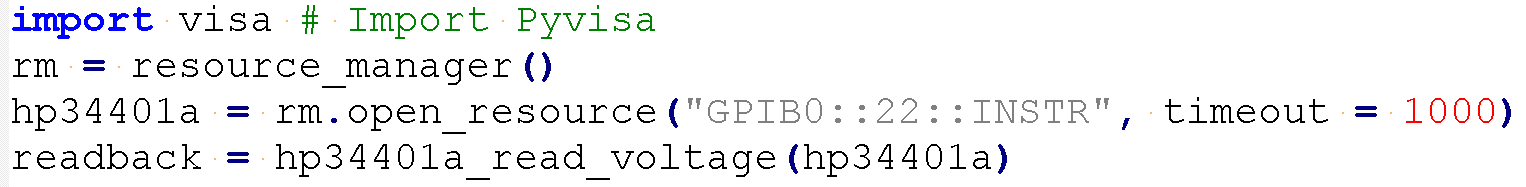 import visa # Import Pyvisa
rm = resource_manager()
hp34401a = rm.open_resource("GPIB0::22::INSTR", timeout = 1000)
readback = hp34401a_read_voltage(hp34401a)